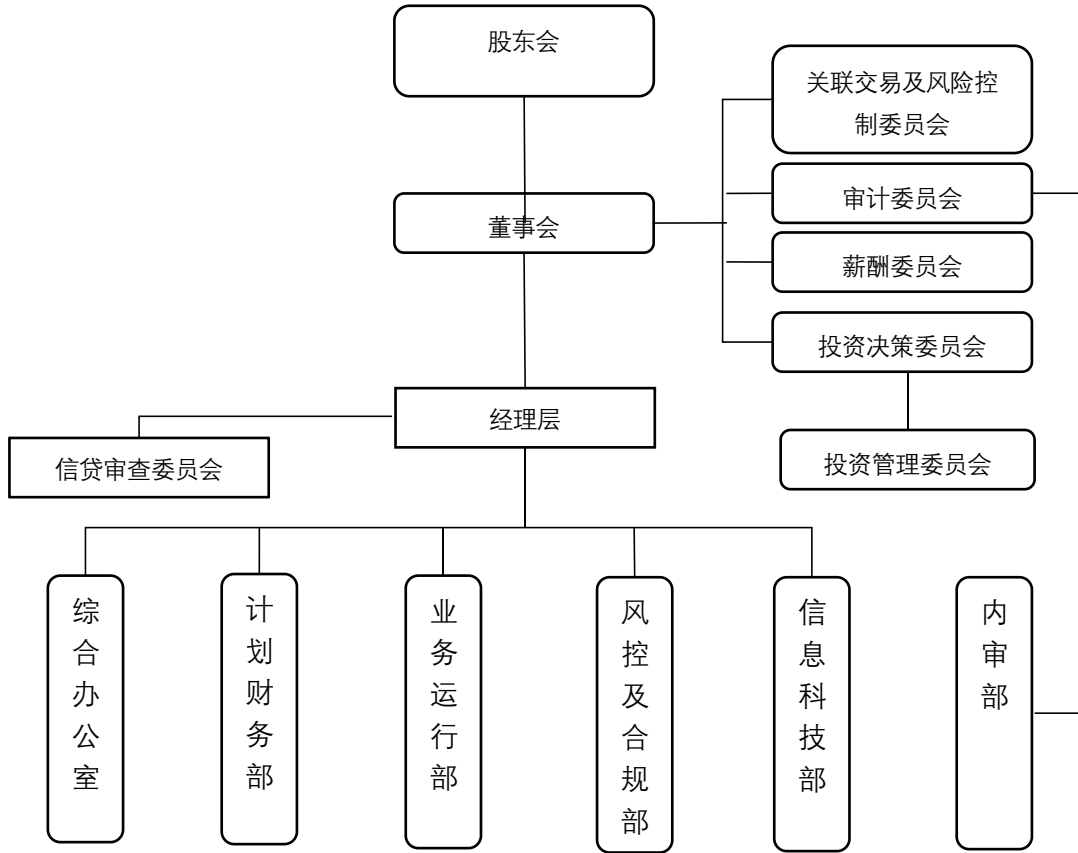 股东会
关联交易及风险控
制委员会
审计委员会
董事会
薪酬委员会
投资决策委员会
经理层
信贷审查委员会
投资管理委员会
综合办公室
计划财务部
业务运行部
风控及合规部
信息科技部
内审部